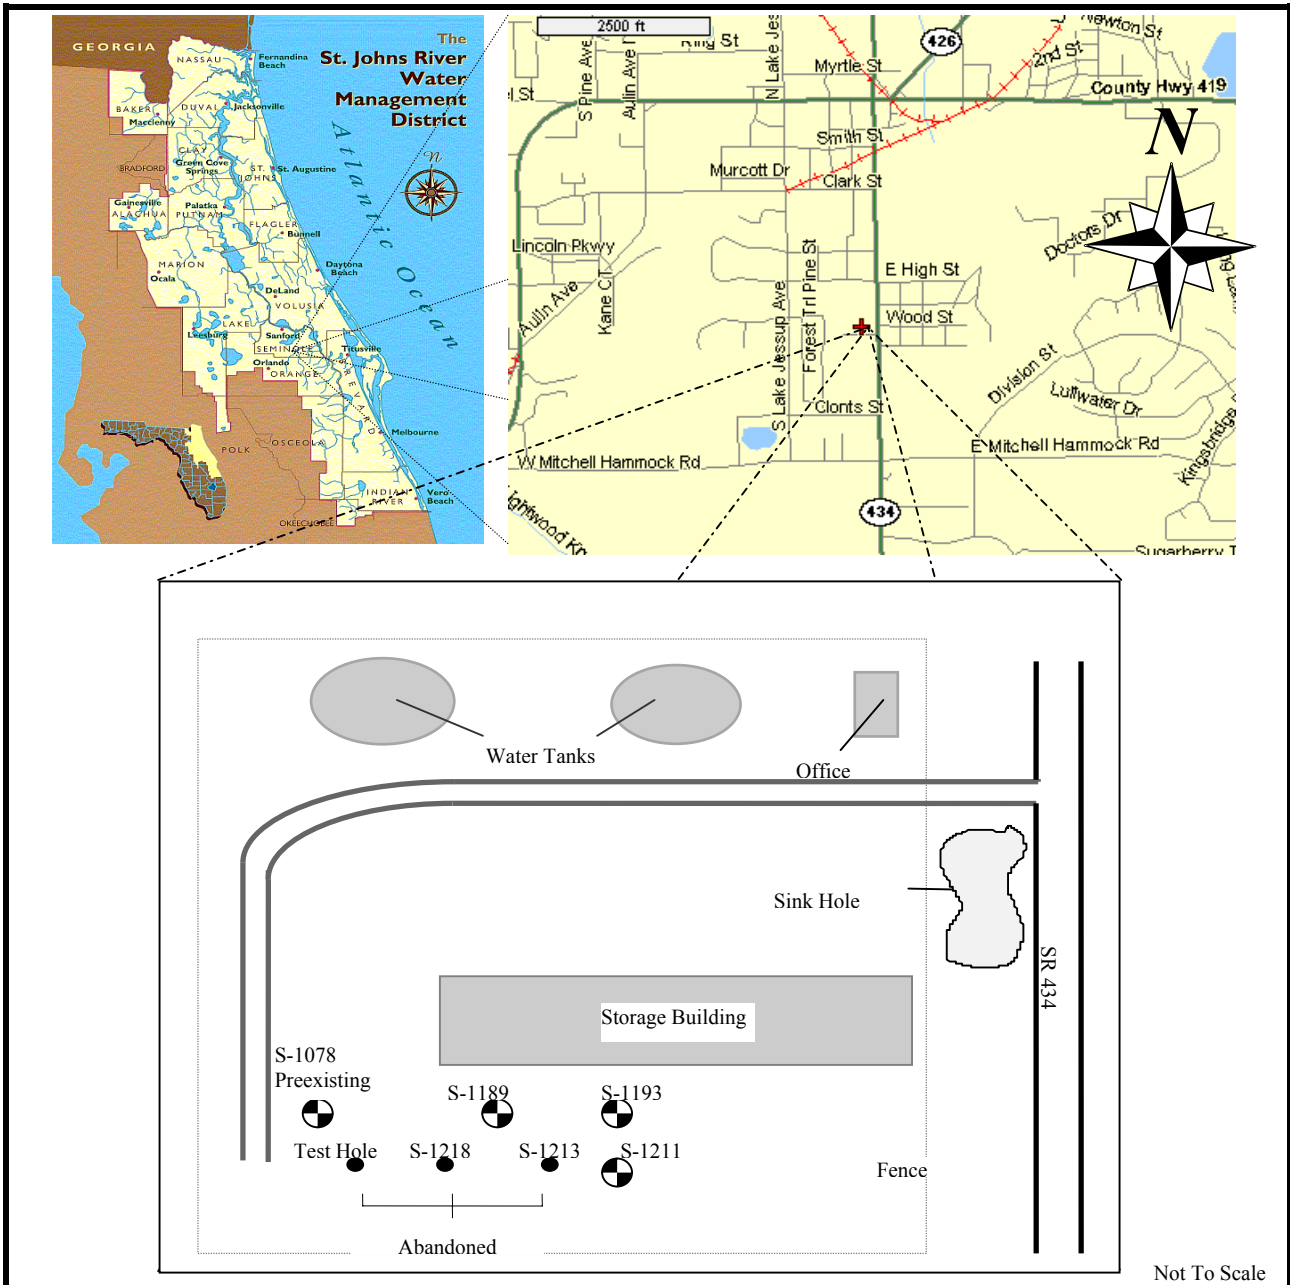 GEORGIA
The
St. Johns River
Water
Management
District
NASSAU
Fernandina
Beach
BAKER
Macclenny
DUVAL
Jacksonville
CLAY
Green Cove
Springs
BRADFORD
ST.
JOHNS
St. Augustine
Gainesville
ALACHUA
Palatka
PUTNAM
FLAGLER
Bunnell
MARION
Ocala
Daytona
Beach
DeLand
VOLUSIA
LAKE
Leesburg
Sanford
SEMINOLE
Titusville
Orlando
ORANGE
BREVARD
Melbourne
POLK
OSCEOLA
INDIAN
RIVER
Vero
Beach
OKEECHOBEE
Atlantic Ocean
n
2500 ft
King St
N Lake Jes
426
Newton St
2nd St
Myrtle St
County Hwy 419
el St
S Pine Ave
Aulin Ave
Smith St
Murcott Dr
Clark St
N
Doctors Dr
Lincoln Pkwy
Kane Ct
Aulin Ave
E High St
Wood St
S Lake Jessup Ave
Forest Trl
Pine St
Division St
Lullwater Dr
Clonts St
Kingsbridge
W Mitchell Hammock Rd
E Mitchell Hammock Rd
434
ightwood Kn
Sugarberry T
Water Tanks
Office
Sink Hole
SR 434
Storage Building
S-1078
Preexisting
S-1189
S-1193
Test Hole
S-1218
S-1213
S-1211
Fence
Abandoned
Not To Scale